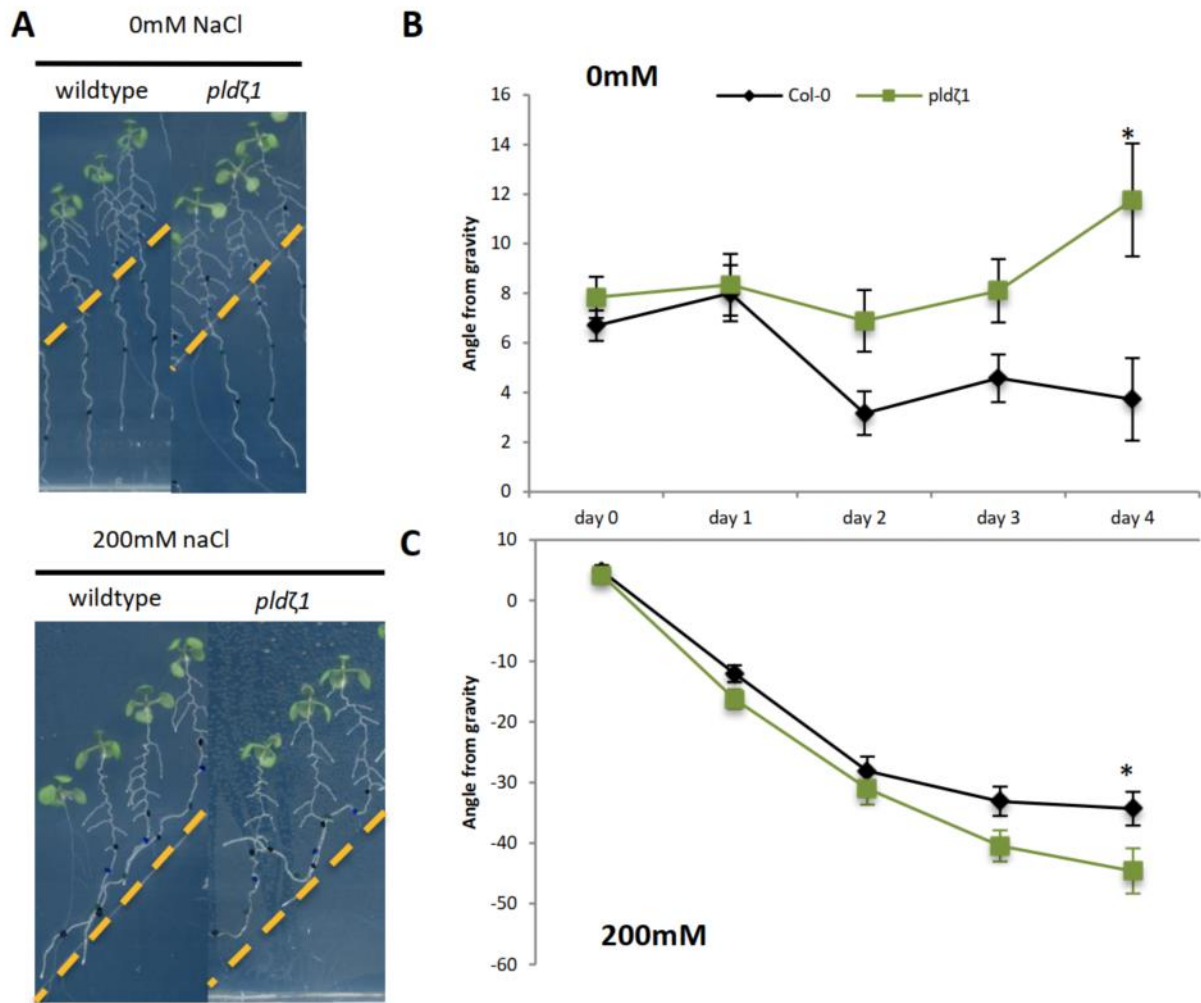 A
0mM NaCl
wildtype pldζ1
200mM naCl
wildtype pldζ1
B
0mM
Col-0 pldζ1
Angle from gravity
16
14
12
10
8
6
4
2
0
*
day 0 day 1 day 2 day 3 day 4
C
Angle from gravity
10
0
-10
-20
-30
-40
-50
-60
*
200mM